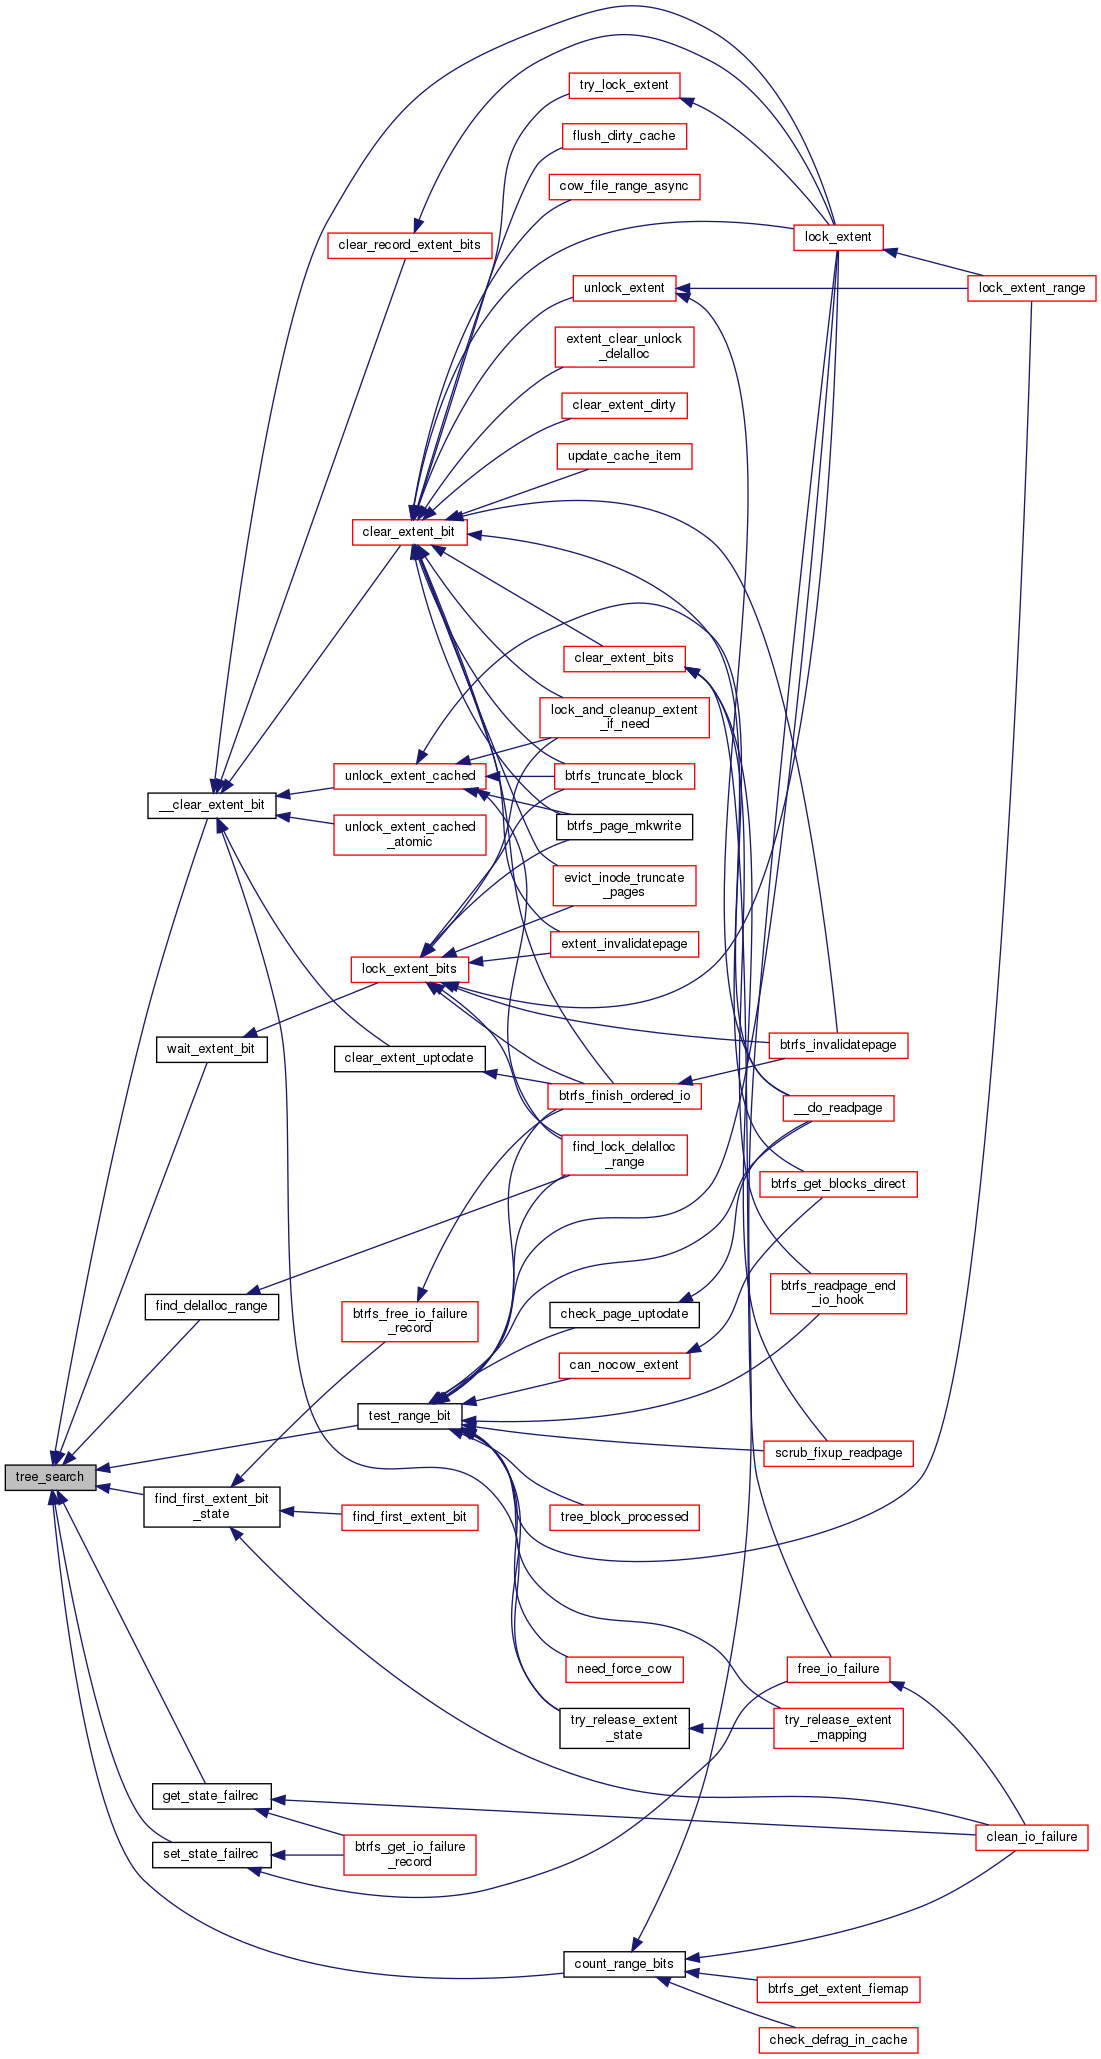 try_lock_extent
flush_dirty_cache
cow_file_range_async
clear_record_extent_bits
lock_extent
unlock_extent
lock_extent_range
extent_clear_unlock
_delalloc
clear_extent_dirty
update_cache_item
clear_extent_bit
clear_extent_bits
lock_and_cleanup_extent
_if_need
unlock_extent_cached
btrfs_truncate_block
__clear_extent_bit
unlock_extent_cached
_atomic
btrfs_page_mkwrite
evict_inode_truncate
_pages
extent_invalidatepage
lock_extent_bits
wait_extent_bit
clear_extent_uptodate
btrfs_invalidatepage
btrfs_finish_ordered_io
__do_readpage
find_lock_delalloc
_range
btrfs_get_blocks_direct
find_delalloc_range
btrfs_free_io_failure
_record
check_page_uptodate
btrfs_readpage_end
_io_hook
can_nocow_extent
test_range_bit
scrub_fixup_readpage
tree_search
find_first_extent_bit
_state
find_first_extent_bit
tree_block_processed
need_force_cow
free_io_failure
try_release_extent
_state
try_release_extent
_mapping
get_state_failrec
set_state_failrec
btrfs_get_io_failure
_record
clean_io_failure
count_range_bits
btrfs_get_extent_fiemap
check_defrag_in_cache